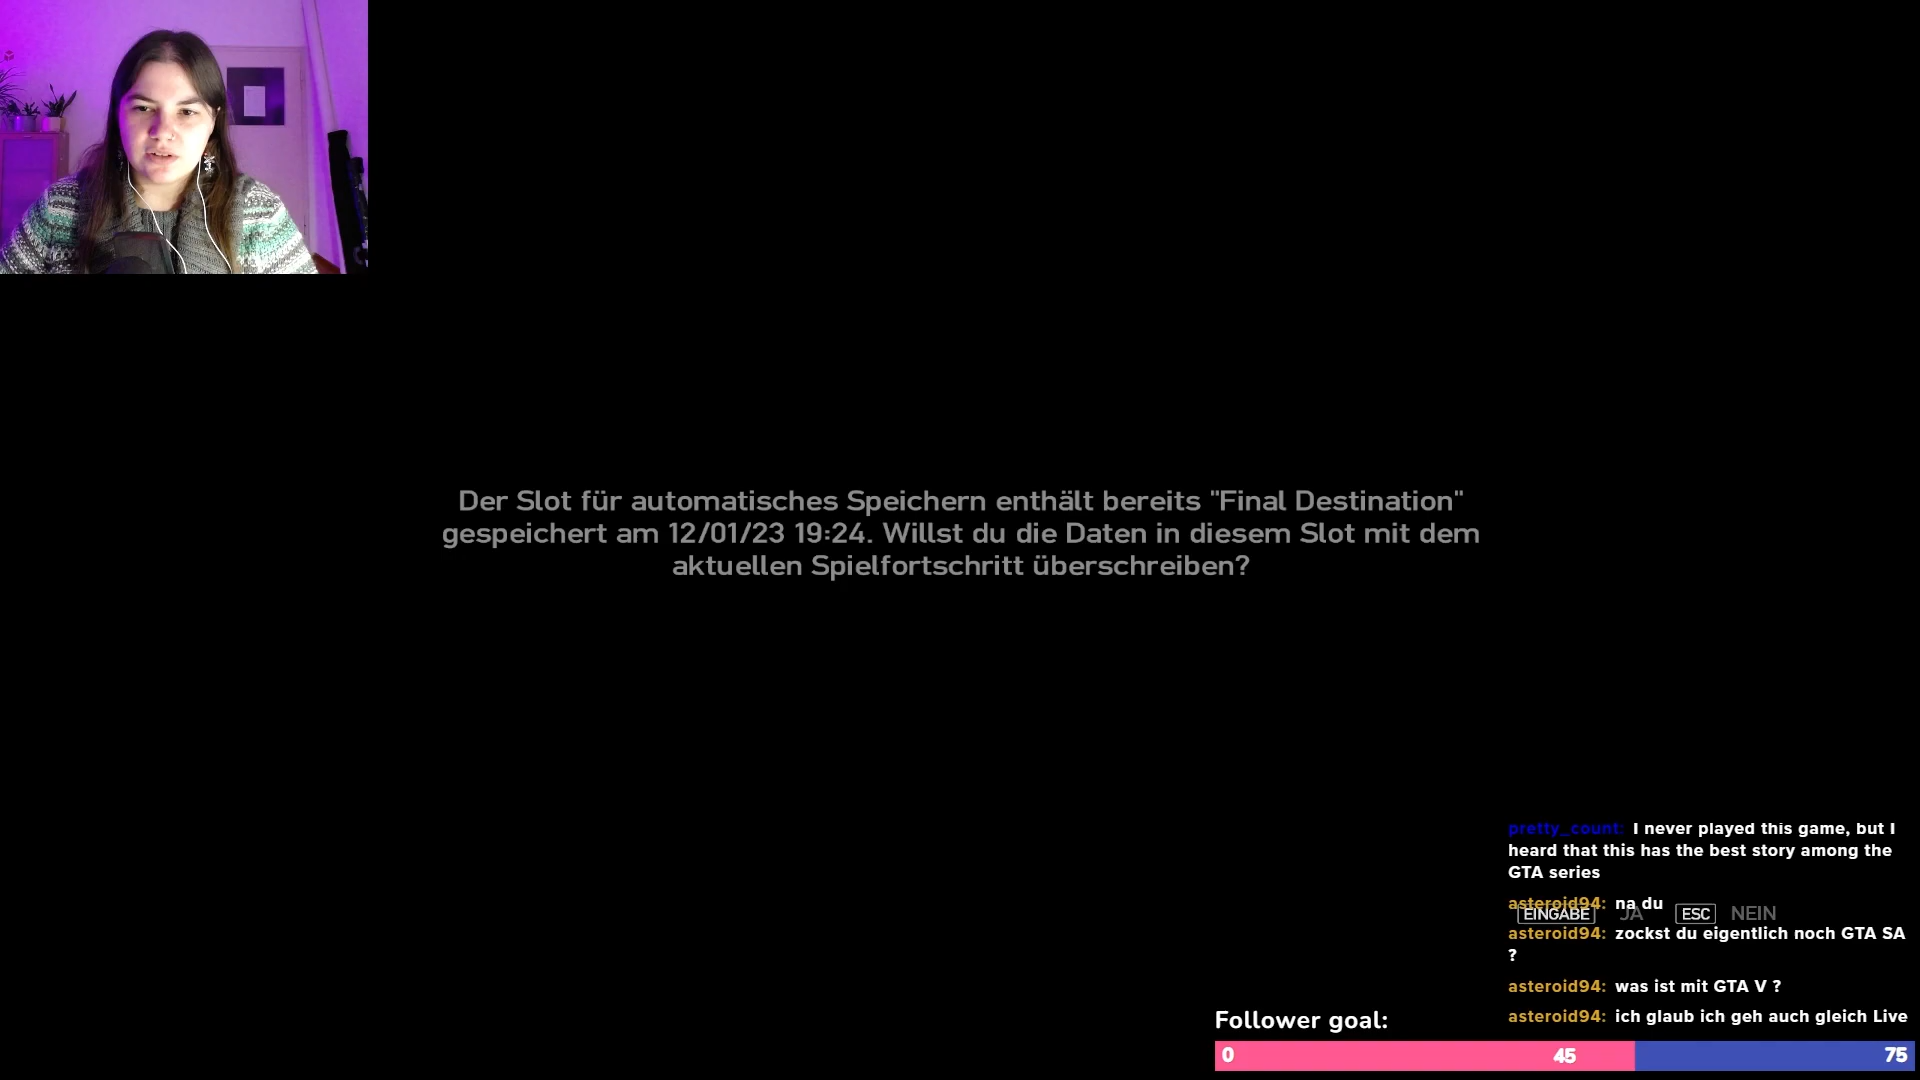 Der Slot für automatisches Speichern enthält bereits "Final Destination"
gespeichert am 12/01/23 19:24. Willst du die Daten in diesem Slot mit dem
aktuellen Spielfortschritt überschreiben?
pretty_count: I never played this game, but I
heard that this has the best story among the
GTA series
asteroid94: na du
EINGABE JA ESC NEIN
asteroid94: zockst du eigentlich noch GTA SA
?
asteroid94: was ist mit GTA V ?
asteroid94: ich glaub ich geh auch gleich Live
Follower goal:
0 45 75